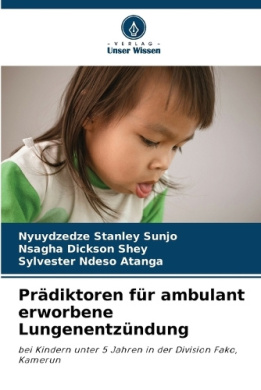 - VERLAG -
Unser Wissen
Nyuydzedze Stanley Sunjo
Nsagha Dickson Shey
Sylvester Ndeso Atanga
Prädiktoren für ambulant
erworbene
Lungenentzündung
bei Kindern unter 5 Jahren in der Division Fako,
Kamerun